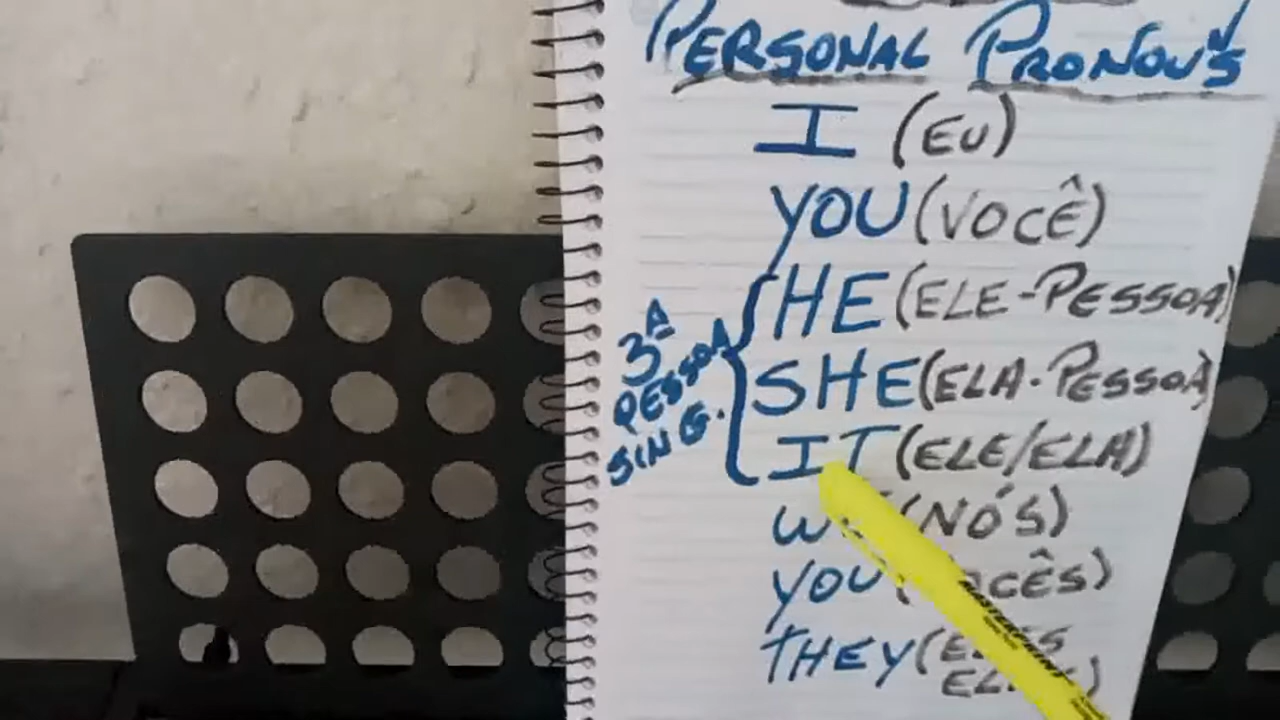 PERSONAL PRONOUNS
I (EU)
YOU (VOCÊ)
HE (ELE-PESSOA)
SHE (ELA-PESSOA)
IT (ELE/ELA)
3ª
PESSOA
SING.
(NÓS)
YOU
THEY